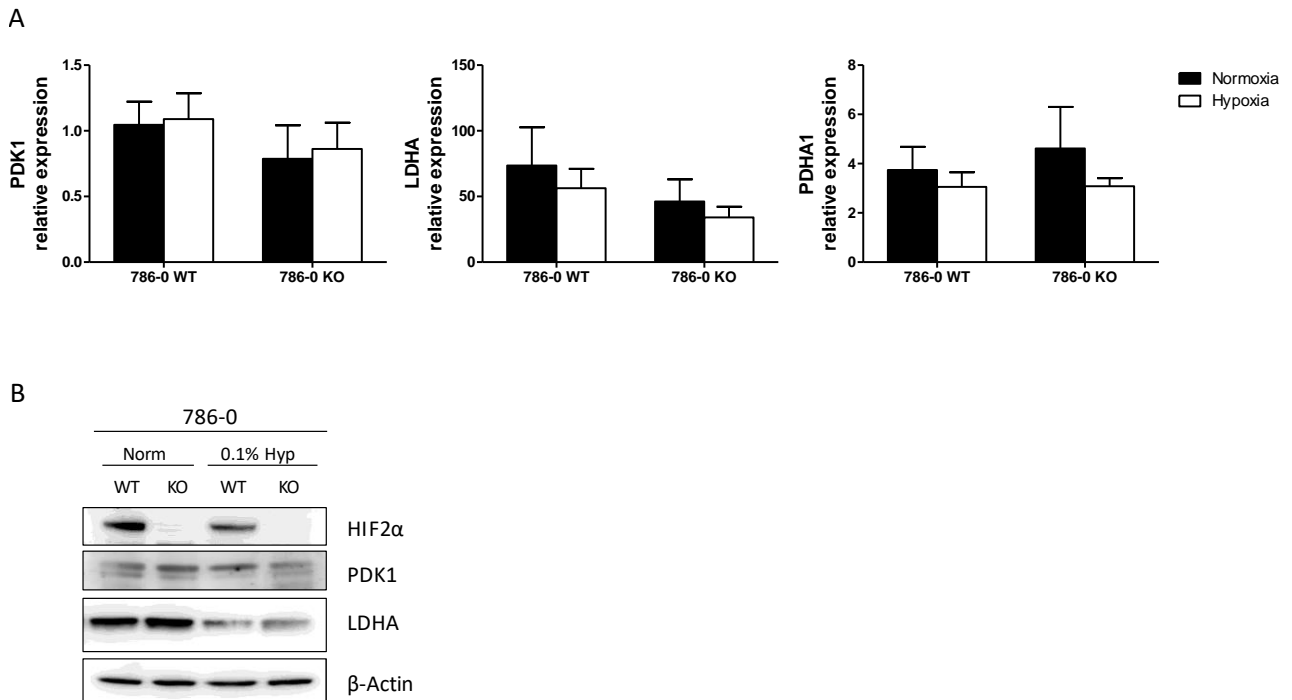 A
PDK1
relative expression
1.5
1.0
0.5
0.0
786-0 WT
786-0 KO
LDHA
relative expression
150
100
50
0
786-0 WT
786-0 KO
PDHA1
relative expression
8
6
4
2
0
786-0 WT
786-0 KO
Normoxia
Hypoxia
B
786-0
Norm
0.1% Hyp
WT
KO
WT
KO
HIF2α
PDK1
LDHA
β-Actin